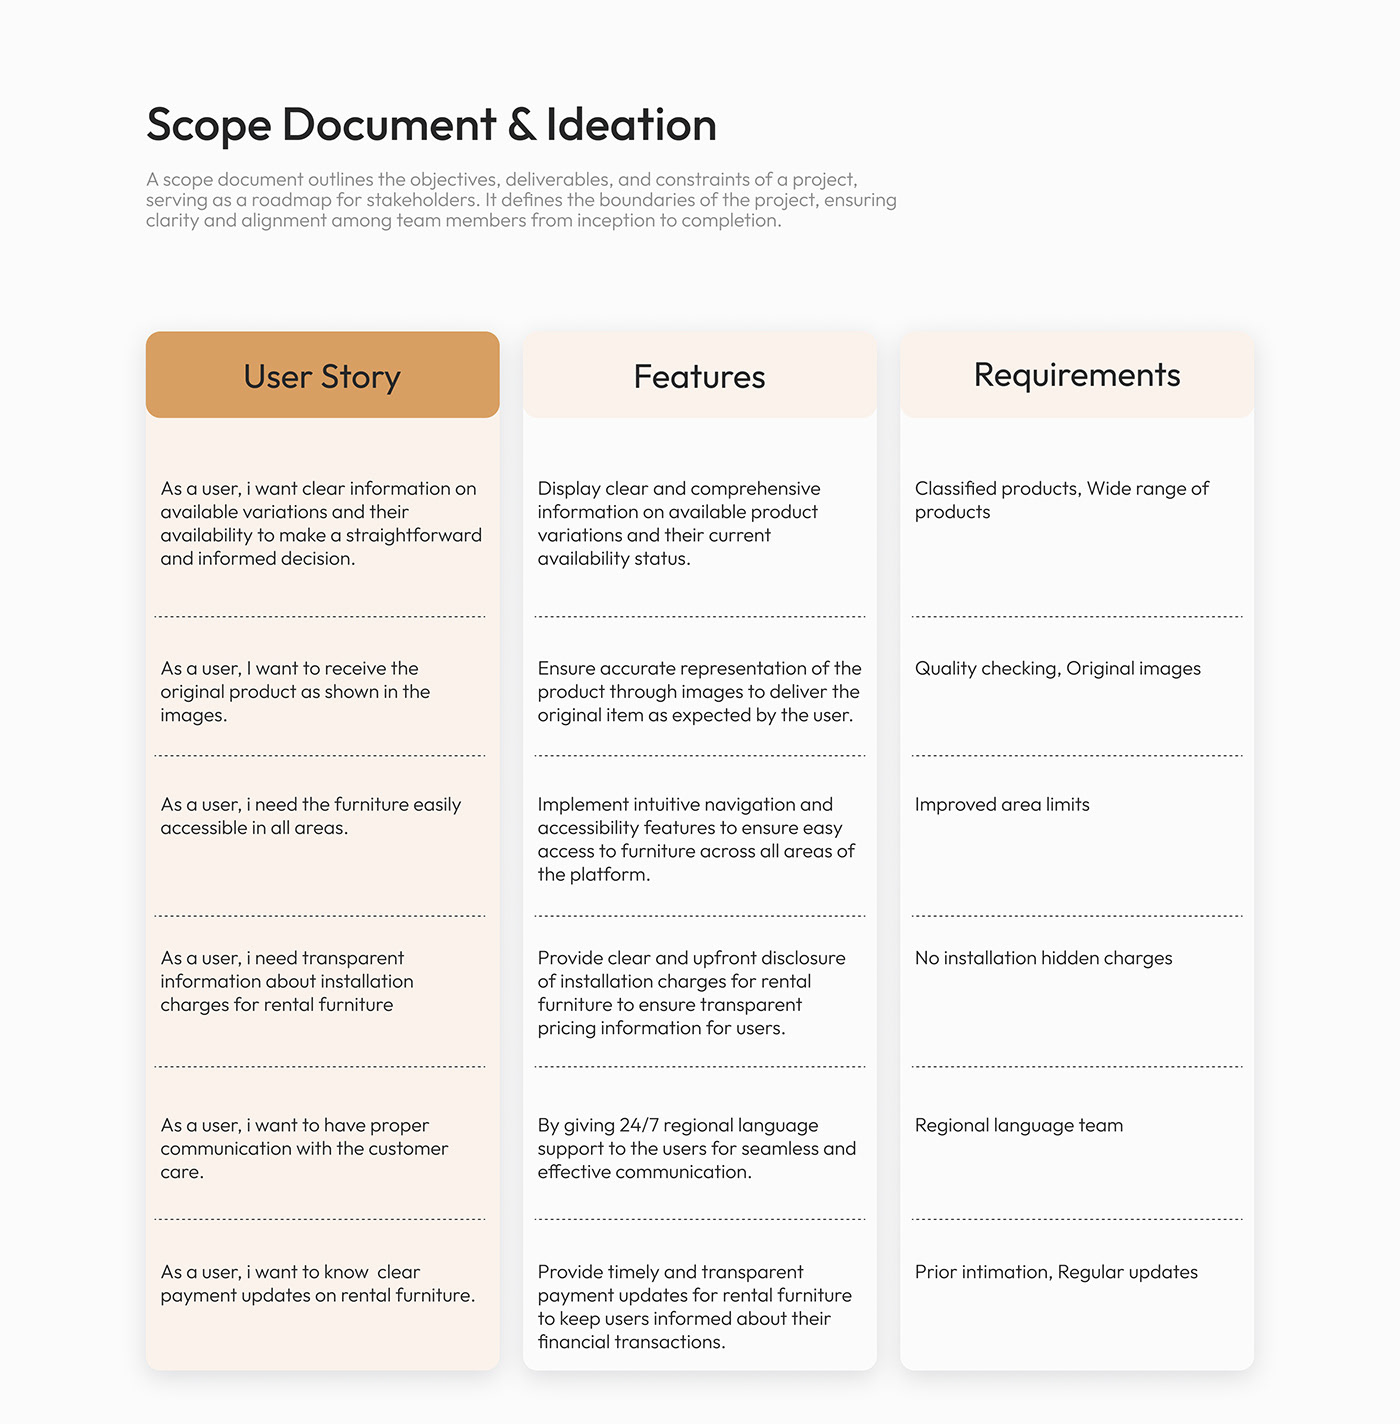 Scope Document & Ideation
A scope document outlines the objectives, deliverables, and constraints of a project,
serving as a roadmap for stakeholders. It defines the boundaries of the project, ensuring
clarity and alignment among team members from inception to completion.
User Story
Features
Requirements
As a user, i want clear information on
available variations and their
availability to make a straightforward
and informed decision.
Display clear and comprehensive
information on available product
variations and their current
availability status.
Classified products, Wide range of
products
As a user, I want to receive the
original product as shown in the
images.
Ensure accurate representation of the
product through images to deliver the
original item as expected by the user.
Quality checking, Original images
As a user, i need the furniture easily
accessible in all areas.
Implement intuitive navigation and
accessibility features to ensure easy
access to furniture across all areas of
the platform.
Improved area limits
As a user, i need transparent
information about installation
charges for rental furniture
Provide clear and upfront disclosure
of installation charges for rental
furniture to ensure transparent
pricing information for users.
No installation hidden charges
As a user, i want to have proper
communication with the customer
care.
By giving 24/7 regional language
support to the users for seamless and
effective communication.
Regional language team
As a user, i want to know  clear
payment updates on rental furniture.
Provide timely and transparent
payment updates for rental furniture
to keep users informed about their
financial transactions.
Prior intimation, Regular updates